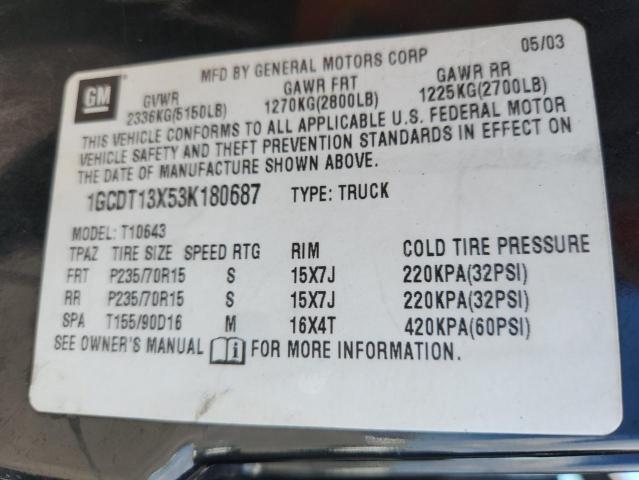 GM
MFD BY GENERAL MOTORS CORP 05/03
GVWR GAWR FRT GAWR RR
2336KG(5150LB) 1270KG(2800LB) 1225KG(2700LB)
THIS VEHICLE CONFORMS TO ALL APPLICABLE U.S. FEDERAL MOTOR
VEHICLE SAFETY AND THEFT PREVENTION STANDARDS IN EFFECT ON
THE DATE OF MANUFACTURE SHOWN ABOVE.
1GCDT13X53K180687 TYPE: TRUCK
MODEL: T10643
TPAZ TIRE SIZE SPEED RTG RIM COLD TIRE PRESSURE
FRT P235/70R15 S 15X7J 220KPA(32PSI)
RR P235/70R15 S 15X7J 220KPA(32PSI)
SPA T155/90D16 M 16X4T 420KPA(60PSI)
SEE OWNER'S MANUAL i FOR MORE INFORMATION.